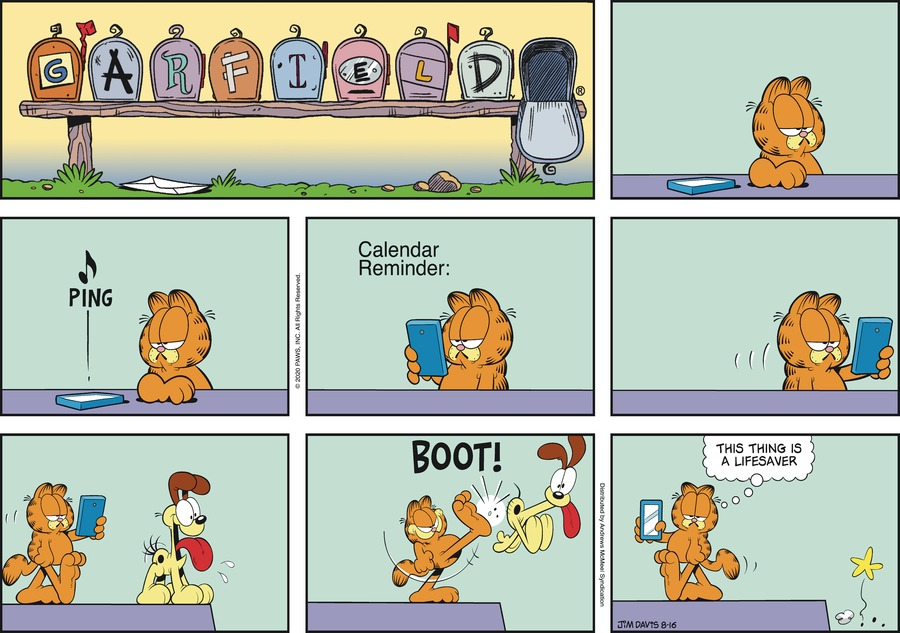 GARFIELD
®
PING
© 2020 PAWS, INC. All Rights Reserved.
Calendar
Reminder:
BOOT!
Distributed by Andrews McMeel Syndication
THIS THING IS
A LIFESAVER
JIM DAVIS 8-16